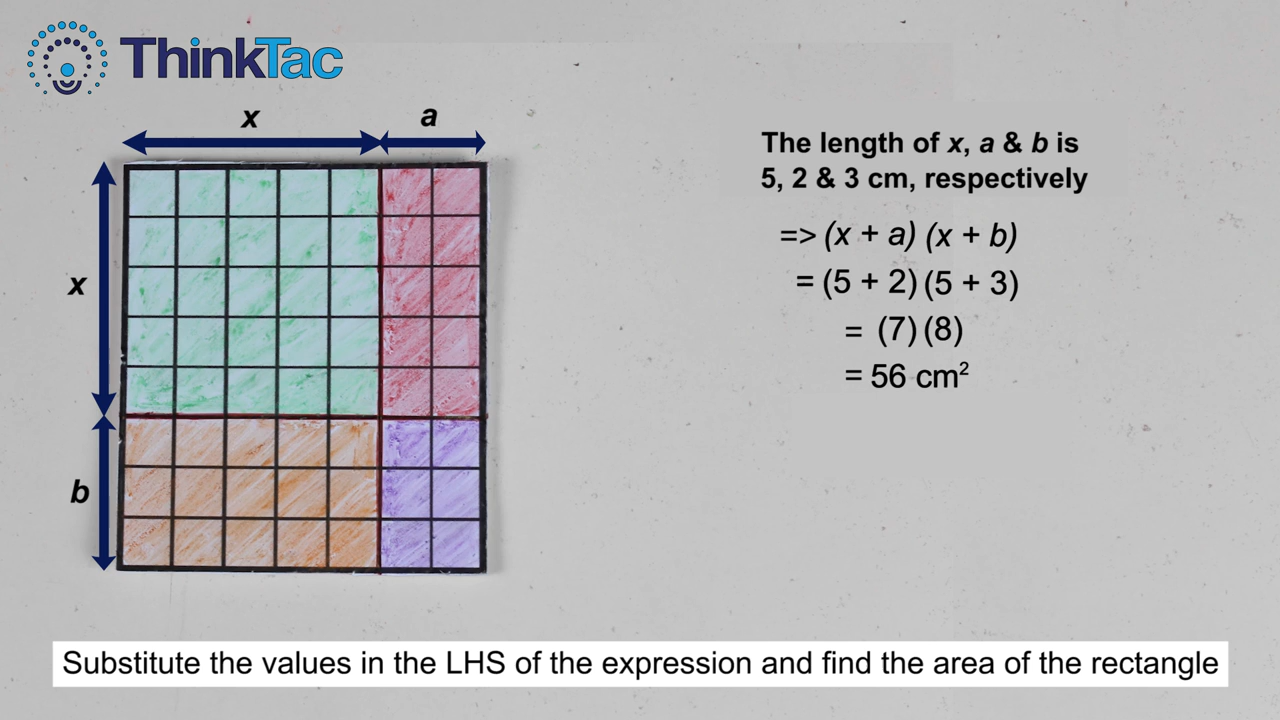 ThinkTac
x
a
x
b
The length of x, a & b is
5, 2 & 3 cm, respectively
=> (x + a) (x + b)
= (5 + 2) (5 + 3)
= (7) (8)
= 56 cm²
Substitute the values in the LHS of the expression and find the area of the rectangle